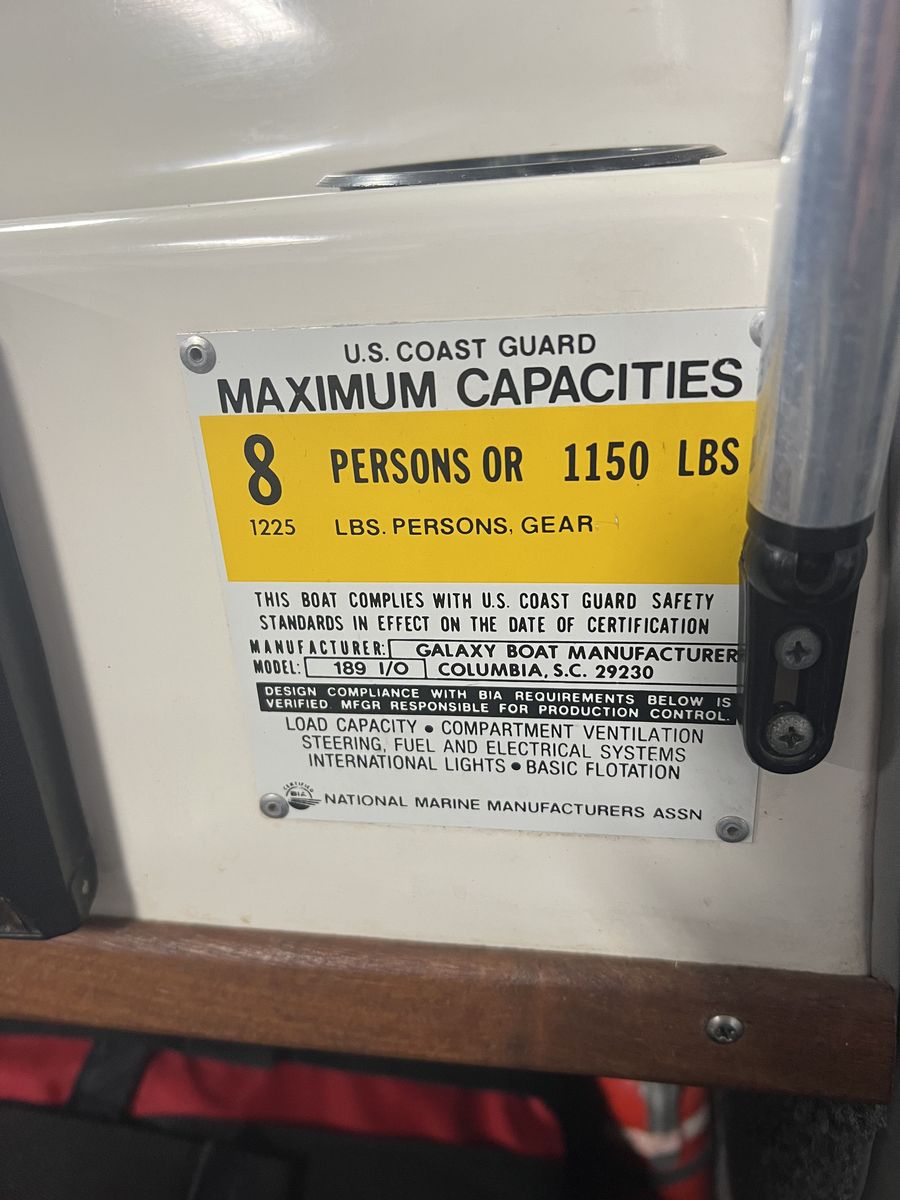 U.S. COAST GUARD
MAXIMUM CAPACITIES
8 PERSONS OR 1150 LBS
1225 LBS. PERSONS, GEAR
THIS BOAT COMPLIES WITH U.S. COAST GUARD SAFETY
STANDARDS IN EFFECT ON THE DATE OF CERTIFICATION
MANUFACTURER: GALAXY BOAT MANUFACTURER
MODEL: 189 I/O COLUMBIA, S.C. 29230
DESIGN COMPLIANCE WITH BIA REQUIREMENTS BELOW IS
VERIFIED. MFGR RESPONSIBLE FOR PRODUCTION CONTROL.
LOAD CAPACITY • COMPARTMENT VENTILATION
STEERING, FUEL AND ELECTRICAL SYSTEMS
INTERNATIONAL LIGHTS • BASIC FLOTATION
CERTIFIED
BIA
NATIONAL MARINE MANUFACTURERS ASSN